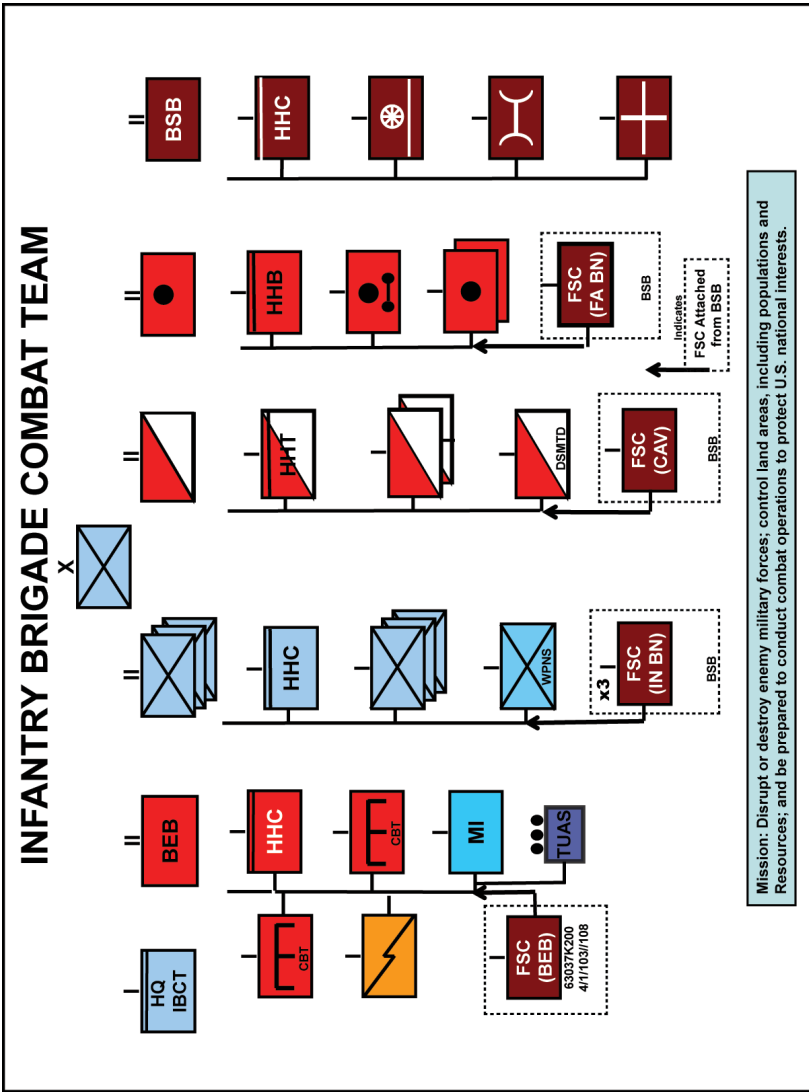 INFANTRY BRIGADE COMBAT TEAM
X
HQ
IBCT
BEB
BSB
HHC
HHC
HHT
HHB
HHC
CBT
CBT
MI
WPNS
DSMTD
TUAS
FSC
(BEB)
63037K200
4/1/103//108
x3
FSC
(IN BN)
BSB
FSC
(CAV)
BSB
FSC
(FA BN)
BSB
Indicates
FSC Attached
from BSB
Mission: Disrupt or destroy enemy military forces; control land areas, including populations and
Resources; and be prepared to conduct combat operations to protect U.S. national interests.